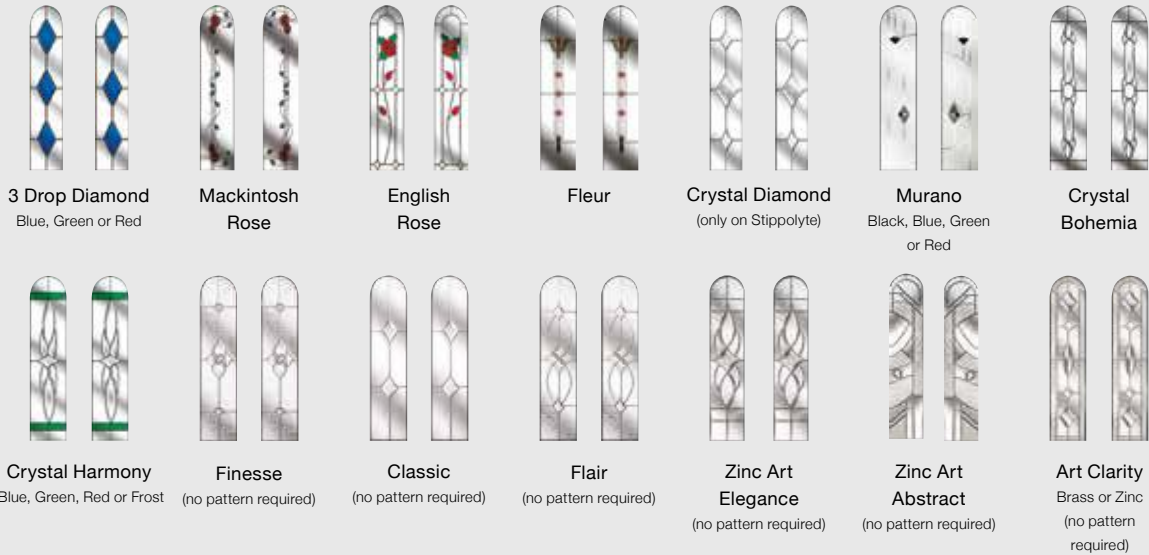 3 Drop Diamond
Blue, Green or Red
Mackintosh
Rose
English
Rose
Fleur
Crystal Diamond
(only on Stippolyte)
Murano
Black, Blue, Green
or Red
Crystal
Bohemia
Crystal Harmony
Blue, Green, Red or Frost
Finesse
(no pattern required)
Classic
(no pattern required)
Flair
(no pattern required)
Zinc Art
Elegance
(no pattern required)
Zinc Art
Abstract
(no pattern required)
Art Clarity
Brass or Zinc
(no pattern
required)